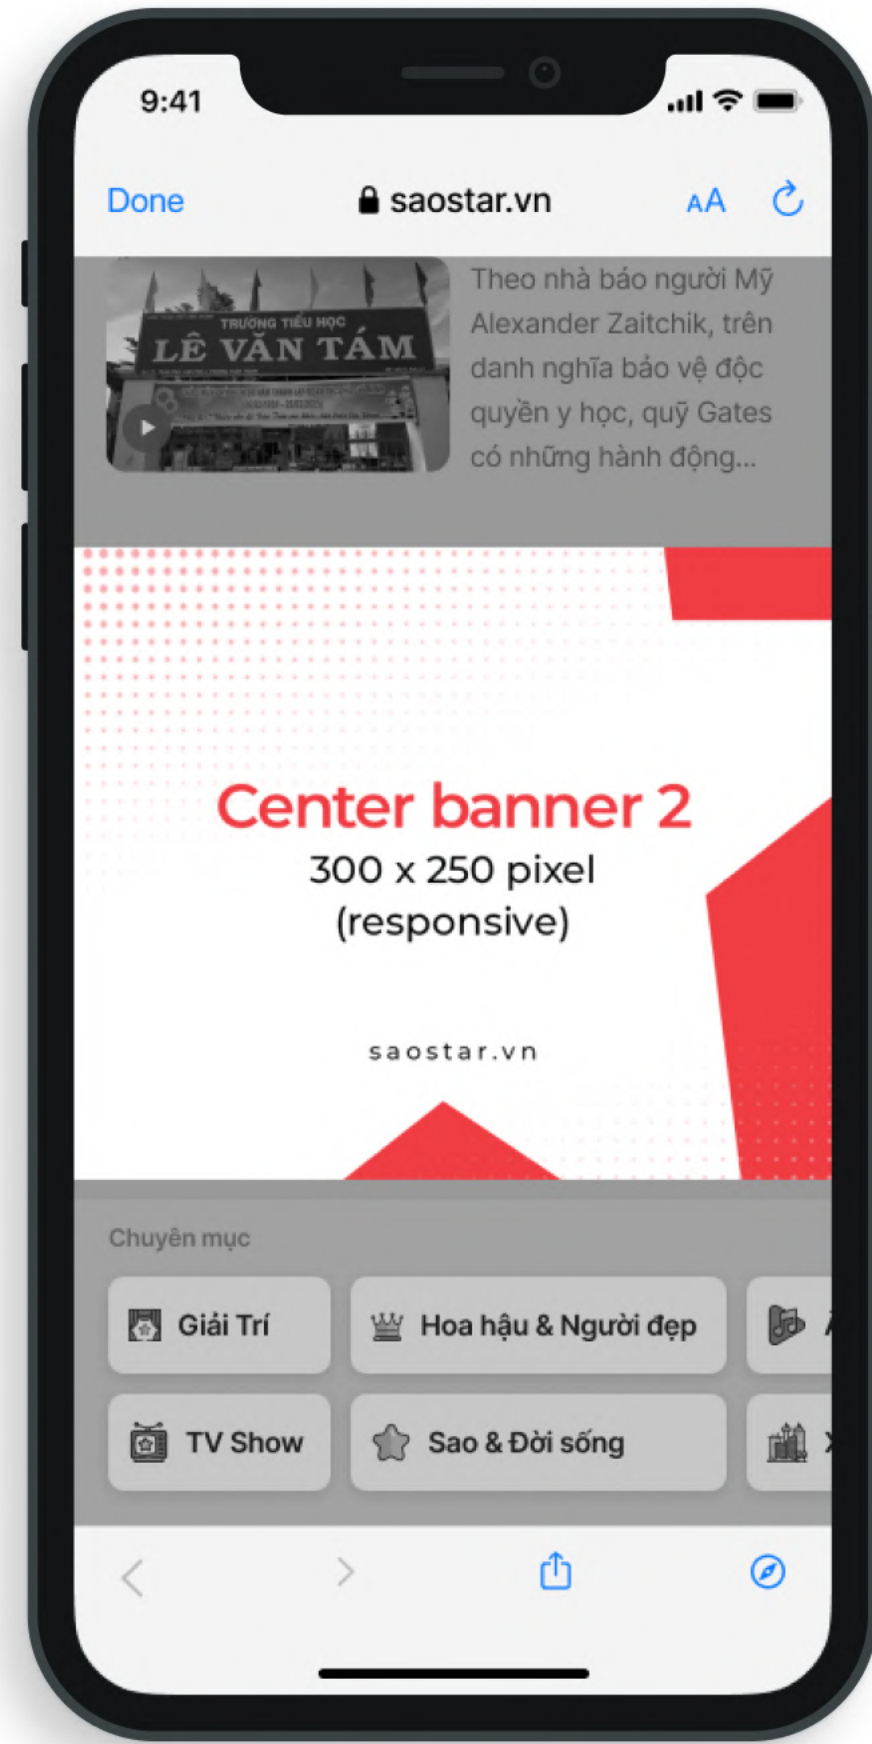 9:41
Done
saostar.vn
AA
TRƯỜNG TIỂU HỌC
LÊ VĂN TÁM
Theo nhà báo người Mỹ
Alexander Zaitchik, trên
danh nghĩa bảo vệ độc
quyền y học, quỹ Gates
có những hành động...
Center banner 2
300 x 250 pixel
(responsive)
saostar.vn
Chuyên mục
Giải Trí
Hoa hậu & Người đẹp
TV Show
Sao & Đời sống